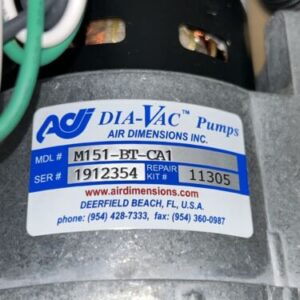 ADI DIA-VAC™ Pumps
AIR DIMENSIONS INC.
MDL # M151-BT-CA1
SER # 1912354 REPAIR KIT # 11305
www.airdimensions.com
DEERFIELD BEACH, FL, U.S.A.
phone: (954) 428-7333, fax: (954) 360-0987